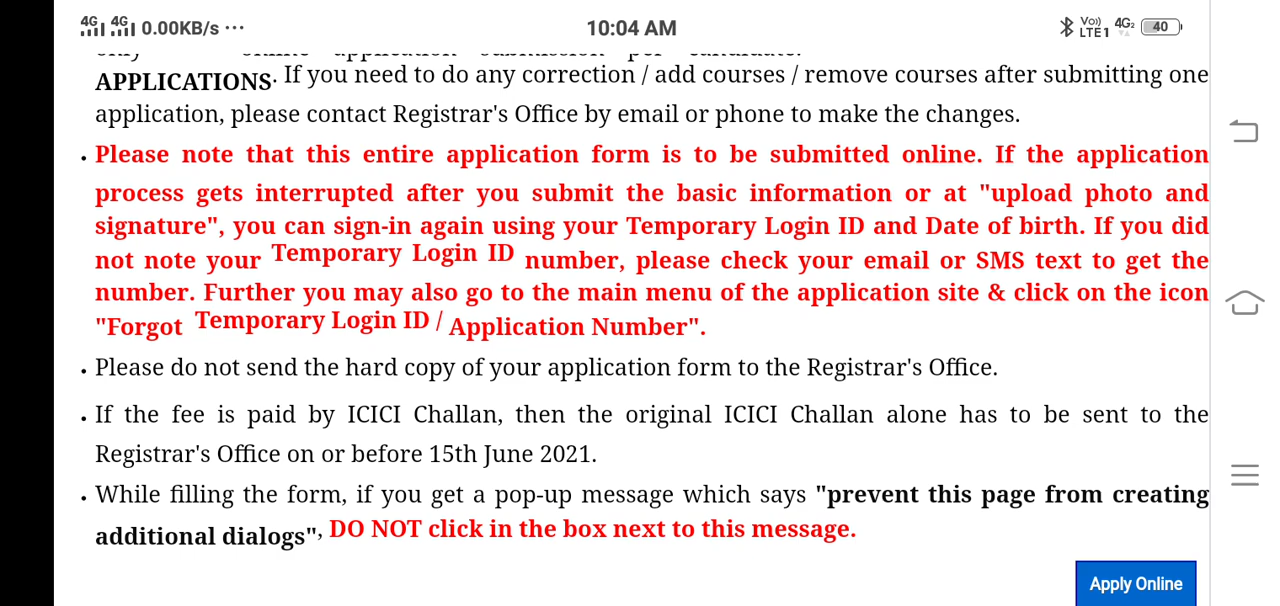 4G 4G 0.00KB/s ... 10:04 AM Vo)) LTE1 4G2 40
APPLICATIONS. If you need to do any correction / add courses / remove courses after submitting one
application, please contact Registrar's Office by email or phone to make the changes.
• Please note that this entire application form is to be submitted online. If the application
process gets interrupted after you submit the basic information or at "upload photo and
signature", you can sign-in again using your Temporary Login ID and Date of birth. If you did
not note your Temporary Login ID number, please check your email or SMS text to get the
number. Further you may also go to the main menu of the application site & click on the icon
"Forgot Temporary Login ID / Application Number".
• Please do not send the hard copy of your application form to the Registrar's Office.
• If the fee is paid by ICICI Challan, then the original ICICI Challan alone has to be sent to the
Registrar's Office on or before 15th June 2021.
• While filling the form, if you get a pop-up message which says "prevent this page from creating
additional dialogs", DO NOT click in the box next to this message.
Apply Online